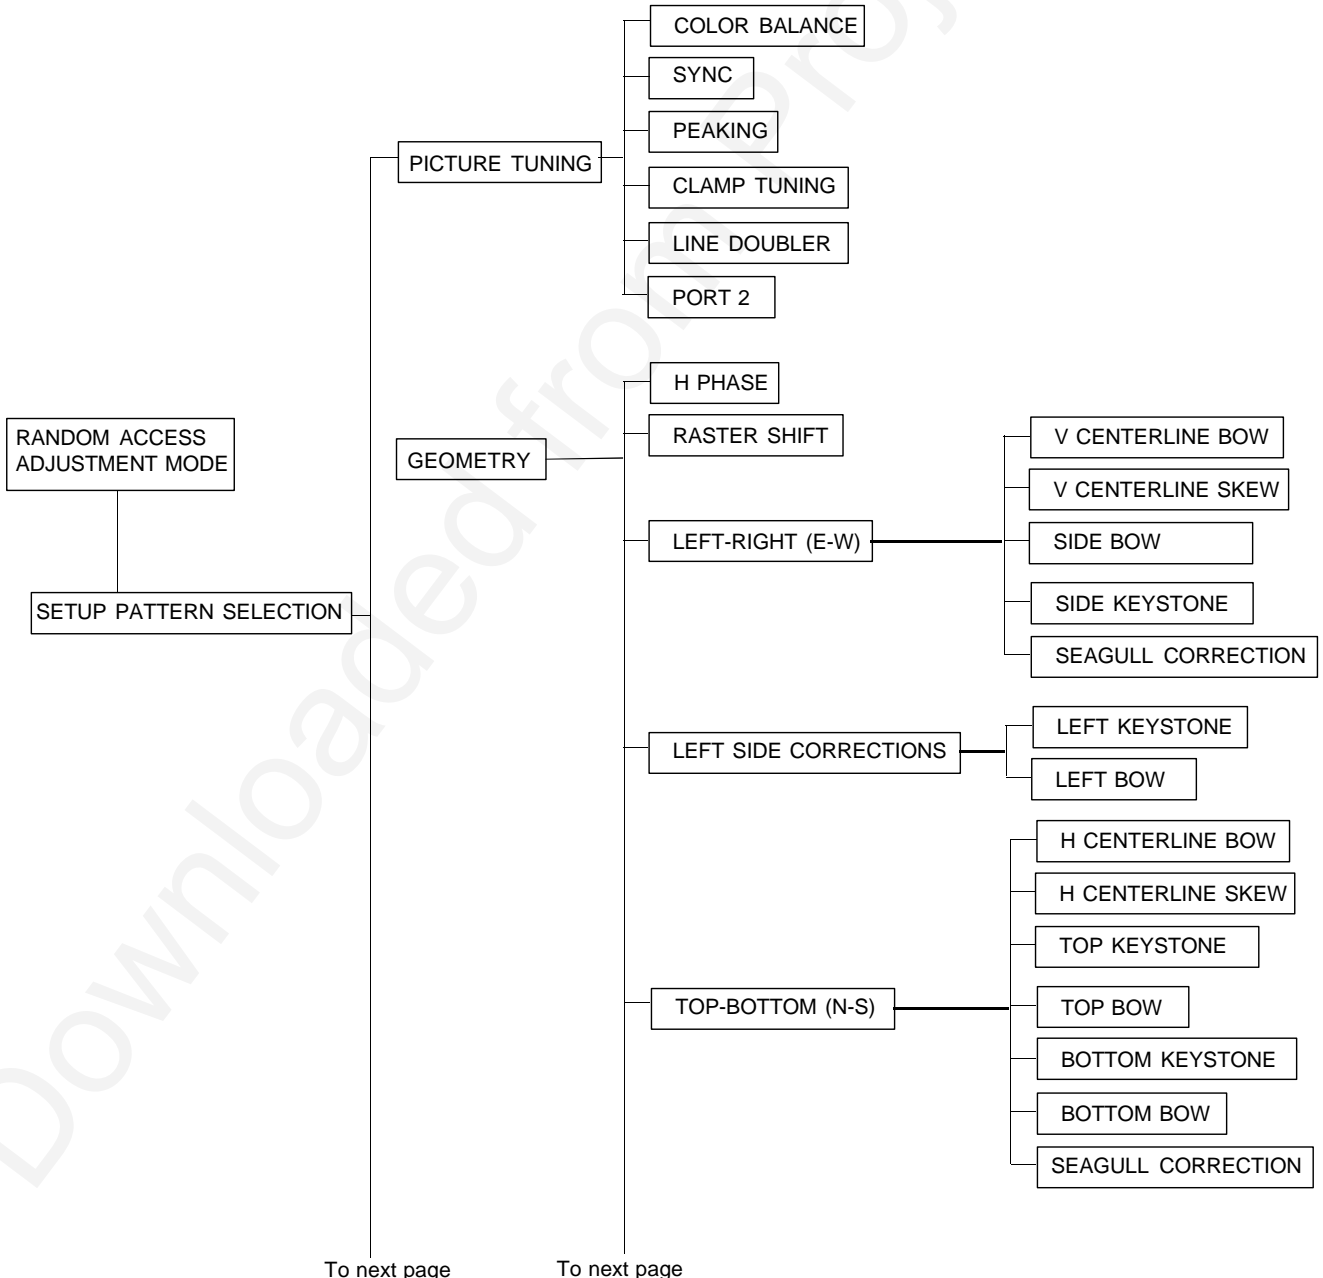 COLOR BALANCE
SYNC
PEAKING
PICTURE TUNING
CLAMP TUNING
LINE DOUBLER
PORT 2
H PHASE
RANDOM ACCESS
ADJUSTMENT MODE
GEOMETRY
RASTER SHIFT
V CENTERLINE BOW
V CENTERLINE SKEW
LEFT-RIGHT (E-W)
SIDE BOW
SETUP PATTERN SELECTION
SIDE KEYSTONE
SEAGULL CORRECTION
LEFT SIDE CORRECTIONS
LEFT KEYSTONE
LEFT BOW
H CENTERLINE BOW
H CENTERLINE SKEW
TOP KEYSTONE
TOP-BOTTOM (N-S)
TOP BOW
BOTTOM KEYSTONE
BOTTOM BOW
SEAGULL CORRECTION
To next page
To next page
Downloaded from